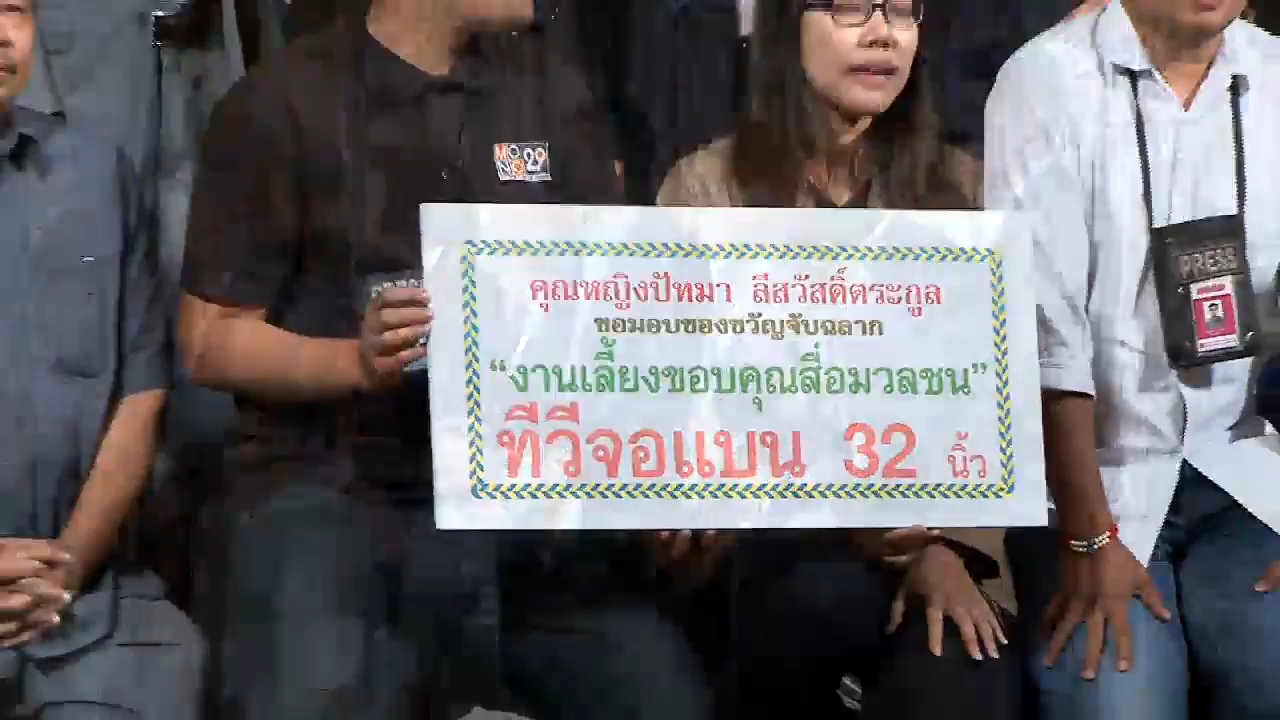 MONO29
PRESS
คุณหญิงปัทมา ลีสวัสดิ์ตระกูล
ขอมอบของขวัญจับฉลาก
“งานเลี้ยงขอบคุณสื่อมวลชน”
ทีวีจอแบน 32 นิ้ว